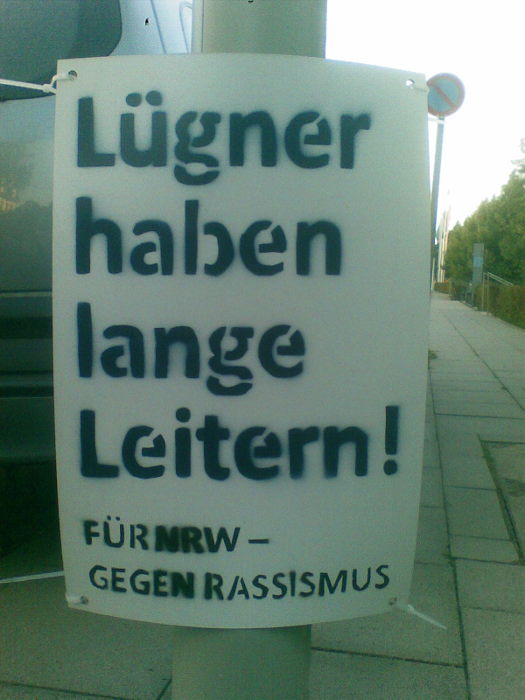 Lügner
haben
lange
Leitern!
FÜR NRW –
GEGEN RASSISMUS